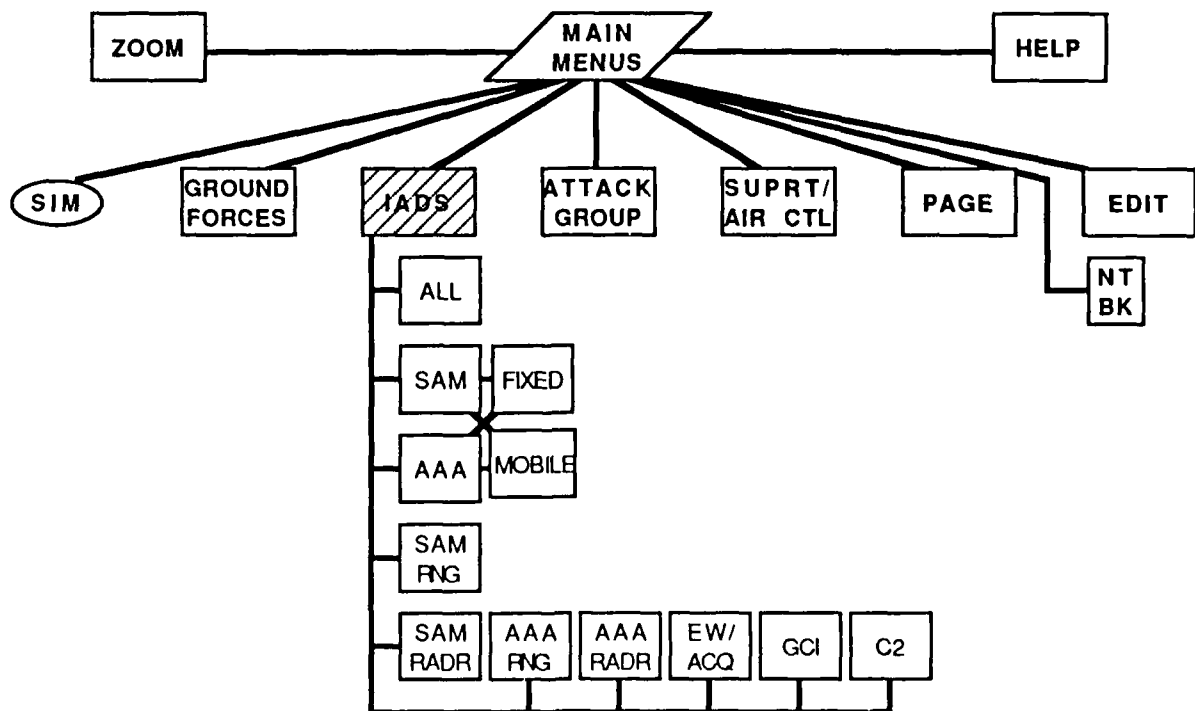 ZOOM
MAIN
MENUS
HELP
SIM
GROUND
FORCES
IADS
ATTACK
GROUP
SUPRT/
AIR CTL
PAGE
EDIT
NT
BK
ALL
SAM
FIXED
AAA
MOBILE
SAM
RNG
SAM
RADR
AAA
RNG
AAA
RADR
EW/
ACQ
GCI
C2